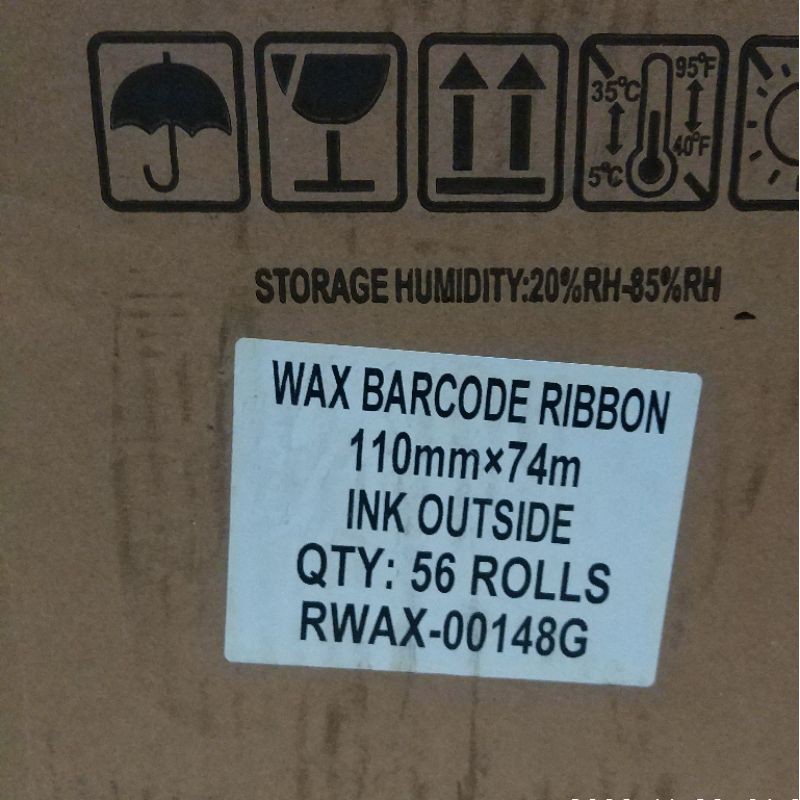 95°F
35°C
40°F
5°C
STORAGE HUMIDITY:20%RH-85%RH
WAX BARCODE RIBBON
110mm×74m
INK OUTSIDE
QTY: 56 ROLLS
RWAX-00148G